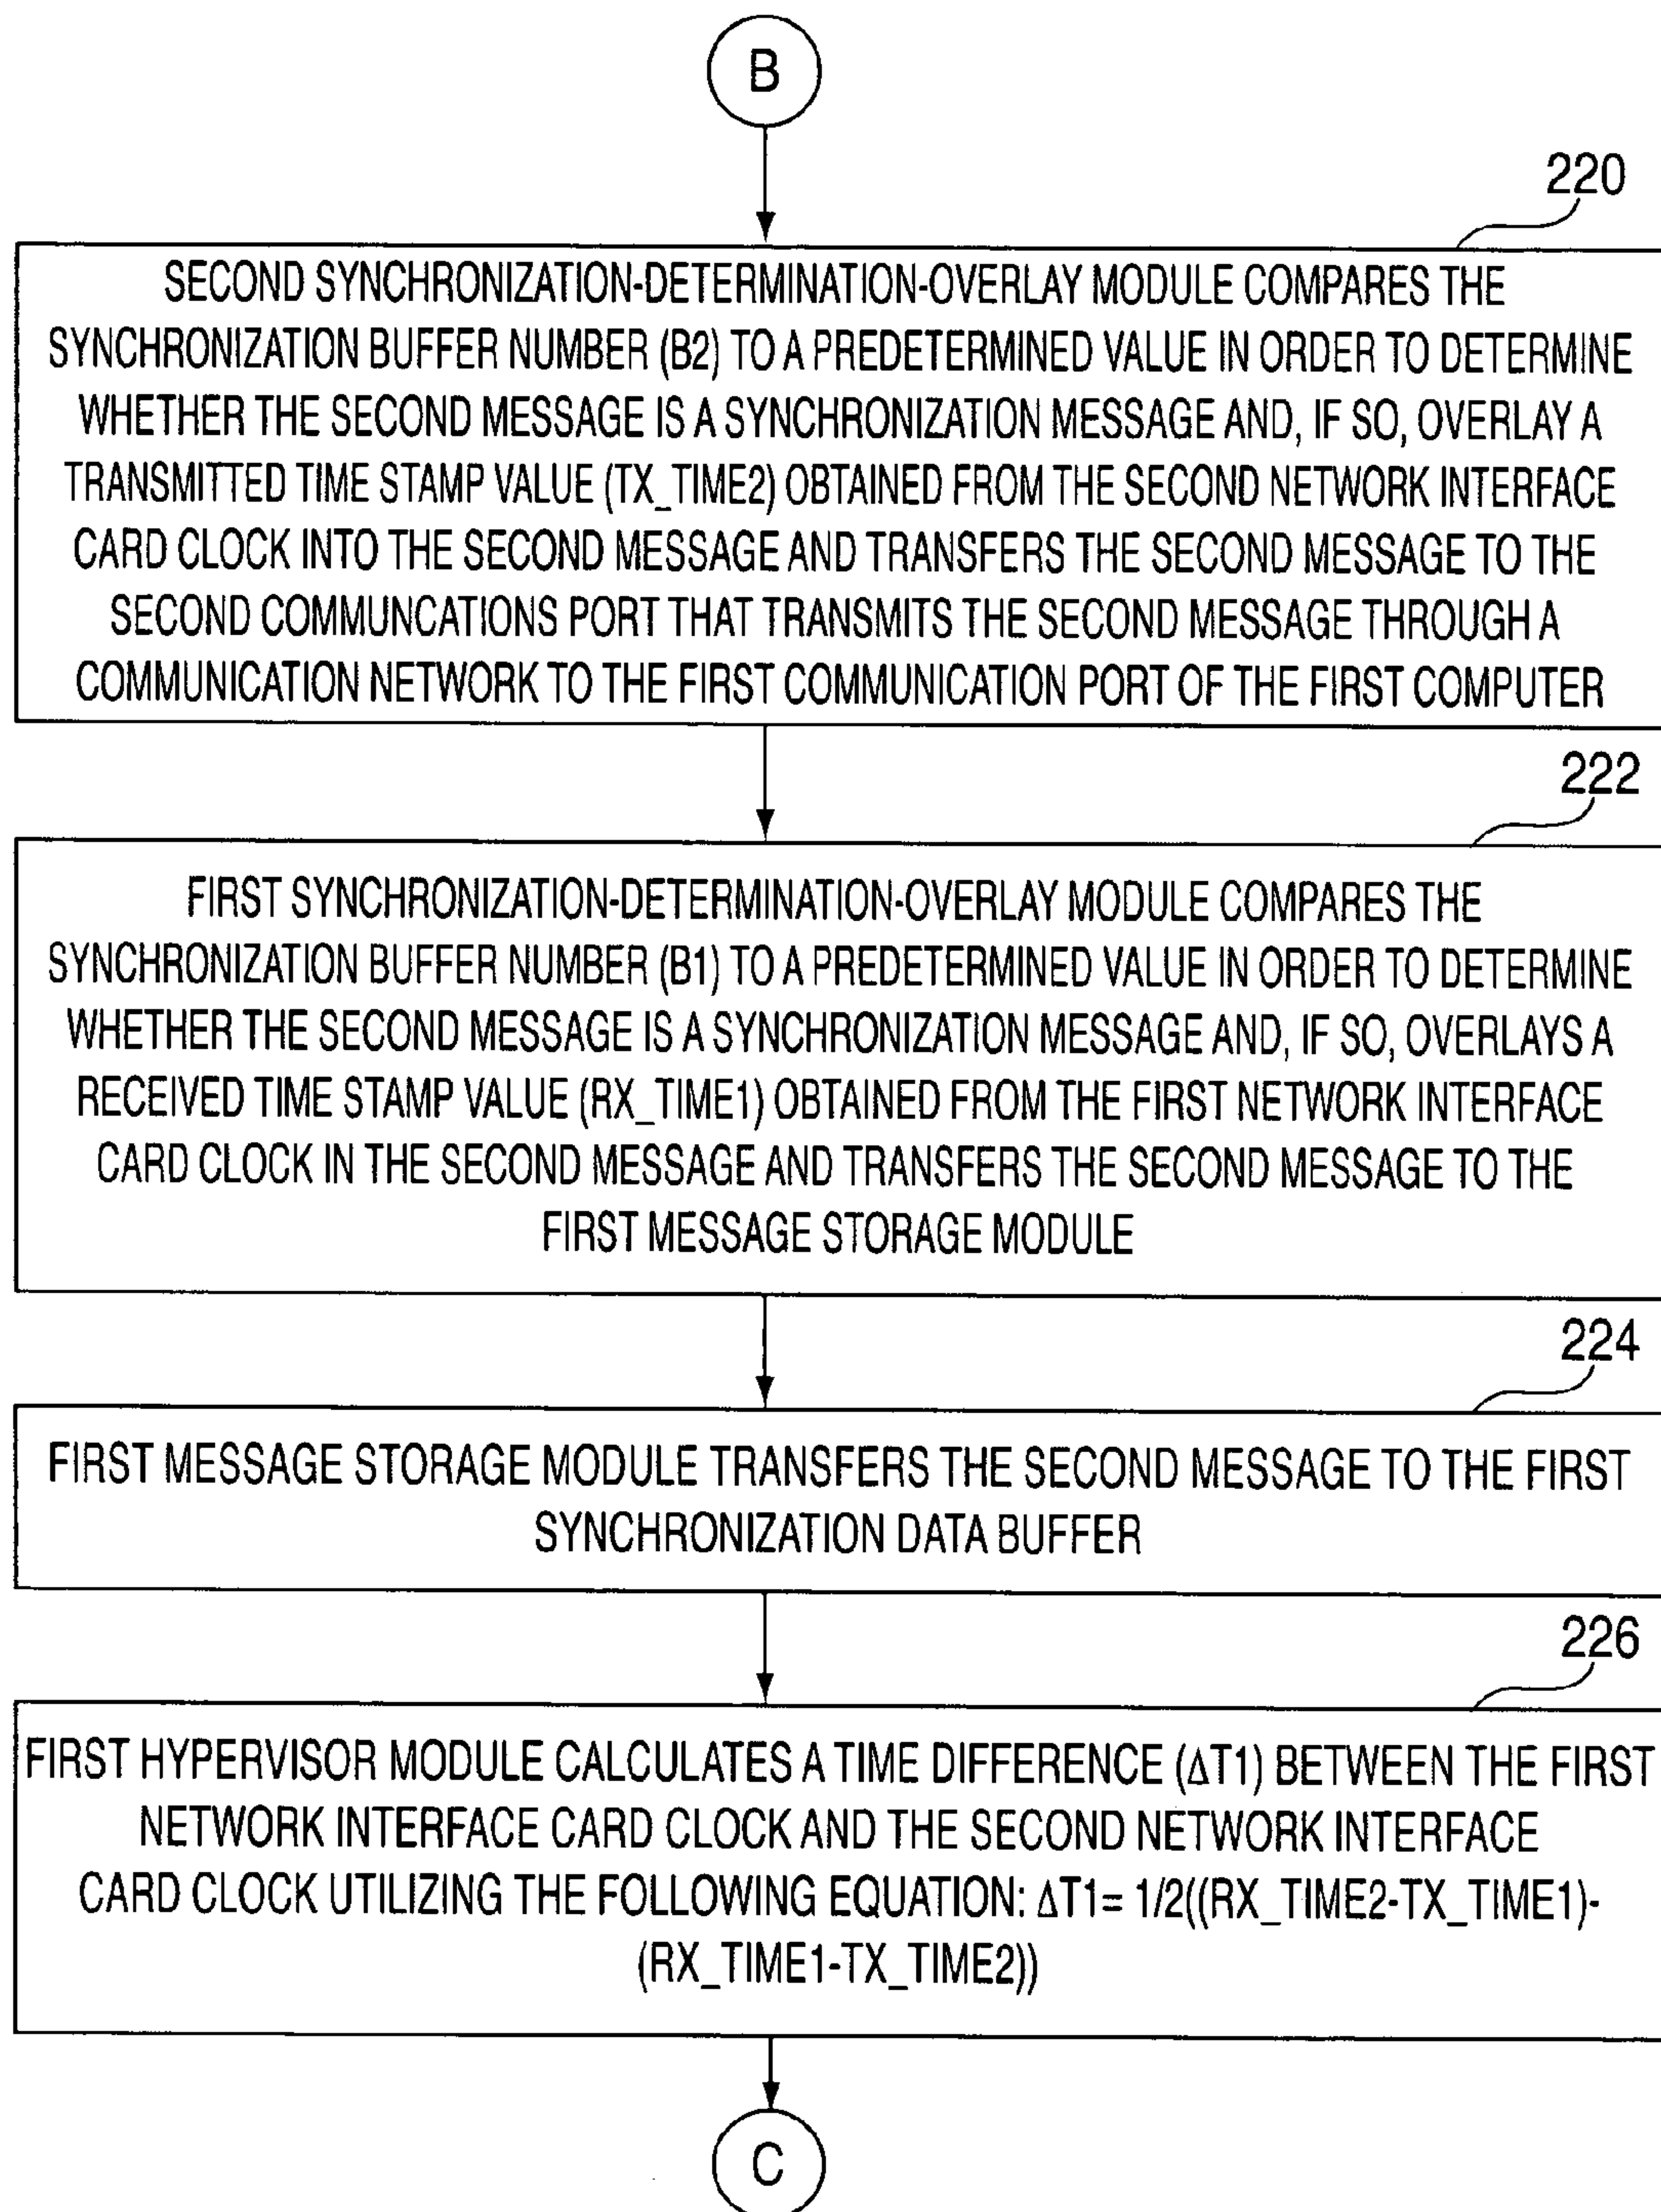 B
220
SECOND SYNCHRONIZATION-DETERMINATION-OVERLAY MODULE COMPARES THE
SYNCHRONIZATION BUFFER NUMBER (B2) TO A PREDETERMINED VALUE IN ORDER TO DETERMINE
WHETHER THE SECOND MESSAGE IS A SYNCHRONIZATION MESSAGE AND, IF SO, OVERLAY A
TRANSMITTED TIME STAMP VALUE (TX_TIME2) OBTAINED FROM THE SECOND NETWORK INTERFACE
CARD CLOCK INTO THE SECOND MESSAGE AND TRANSFERS THE SECOND MESSAGE TO THE
SECOND COMMUNCATIONS PORT THAT TRANSMITS THE SECOND MESSAGE THROUGH A
COMMUNICATION NETWORK TO THE FIRST COMMUNICATION PORT OF THE FIRST COMPUTER
222
FIRST SYNCHRONIZATION-DETERMINATION-OVERLAY MODULE COMPARES THE
SYNCHRONIZATION BUFFER NUMBER (B1) TO A PREDETERMINED VALUE IN ORDER TO DETERMINE
WHETHER THE SECOND MESSAGE IS A SYNCHRONIZATION MESSAGE AND, IF SO, OVERLAYS A
RECEIVED TIME STAMP VALUE (RX_TIME1) OBTAINED FROM THE FIRST NETWORK INTERFACE
CARD CLOCK IN THE SECOND MESSAGE AND TRANSFERS THE SECOND MESSAGE TO THE
FIRST MESSAGE STORAGE MODULE
224
FIRST MESSAGE STORAGE MODULE TRANSFERS THE SECOND MESSAGE TO THE FIRST
SYNCHRONIZATION DATA BUFFER
226
FIRST HYPERVISOR MODULE CALCULATES A TIME DIFFERENCE (ΔT1) BETWEEN THE FIRST
NETWORK INTERFACE CARD CLOCK AND THE SECOND NETWORK INTERFACE
CARD CLOCK UTILIZING THE FOLLOWING EQUATION: ΔT1= 1/2((RX_TIME2-TX_TIME1)-
(RX_TIME1-TX_TIME2))
C